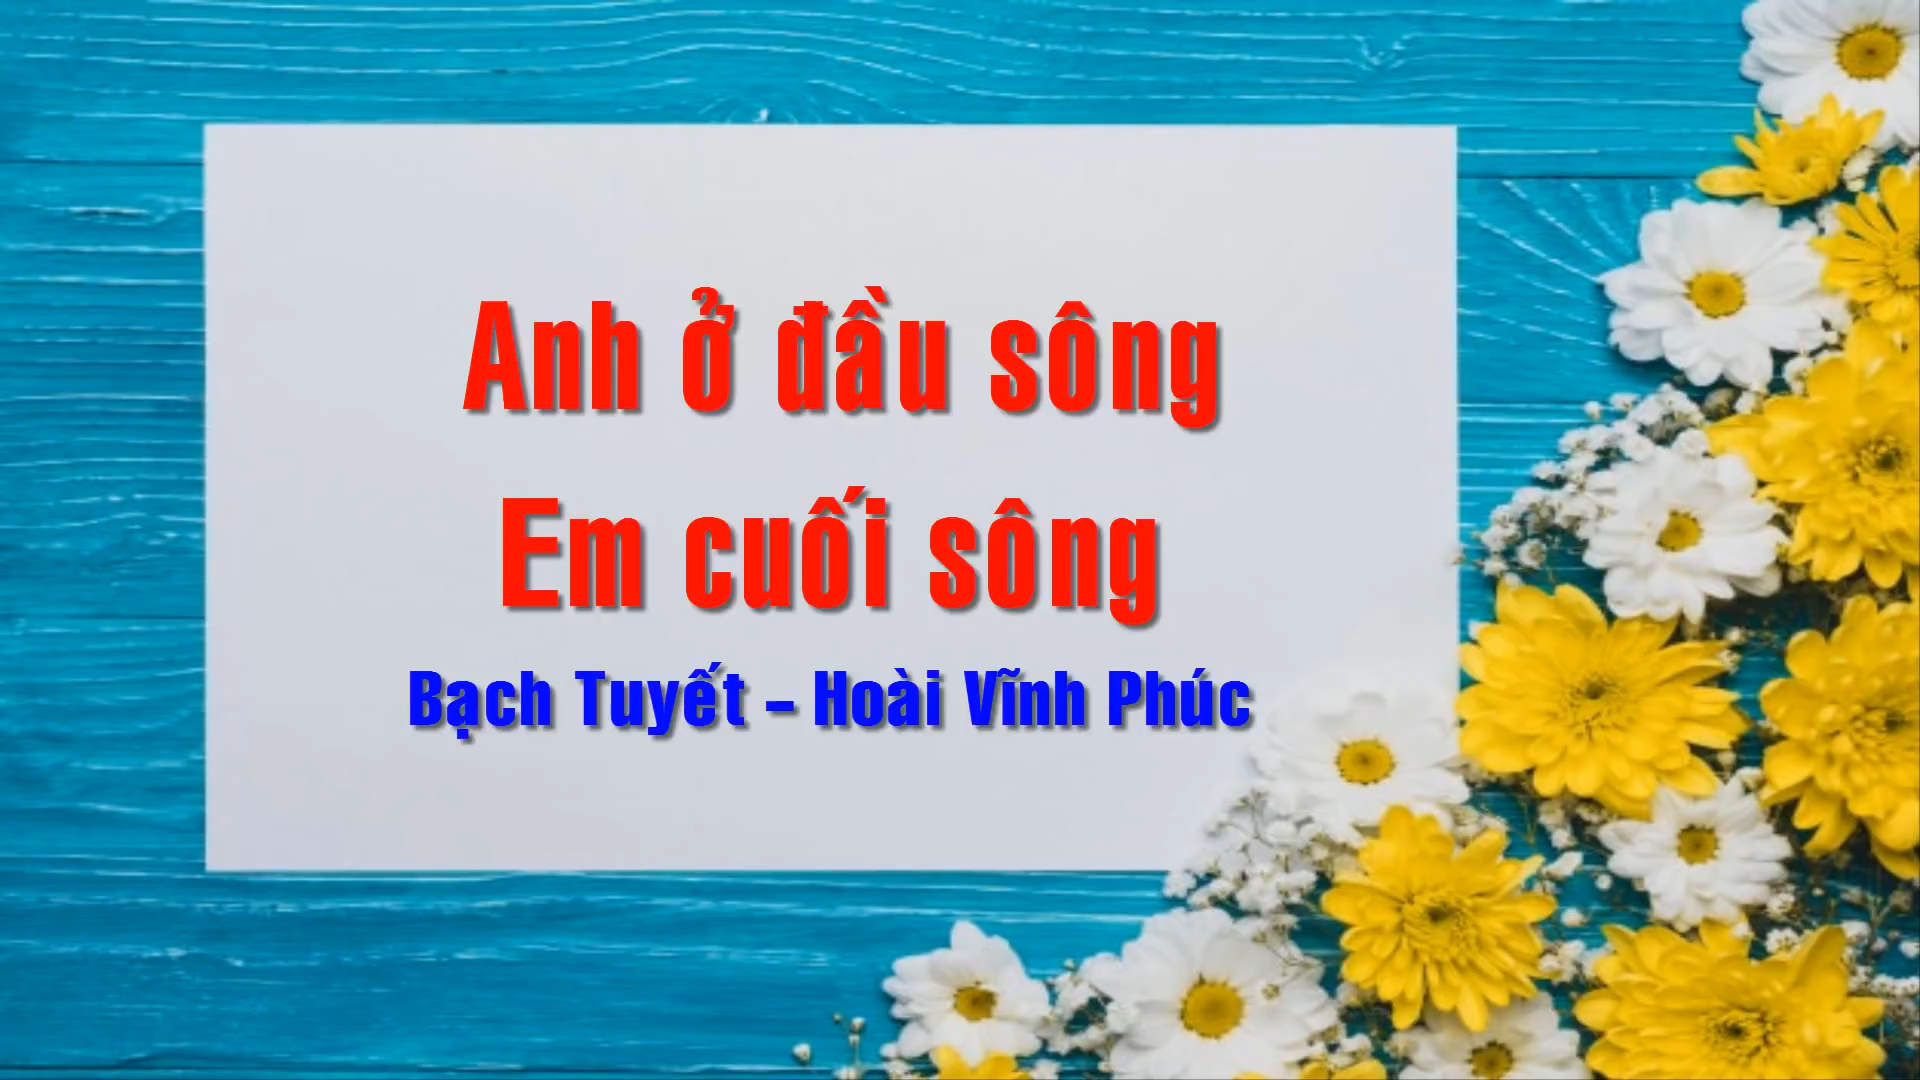 Anh ở đầu sông
Em cuối sông
Bạch Tuyết – Hoài Vĩnh Phúc